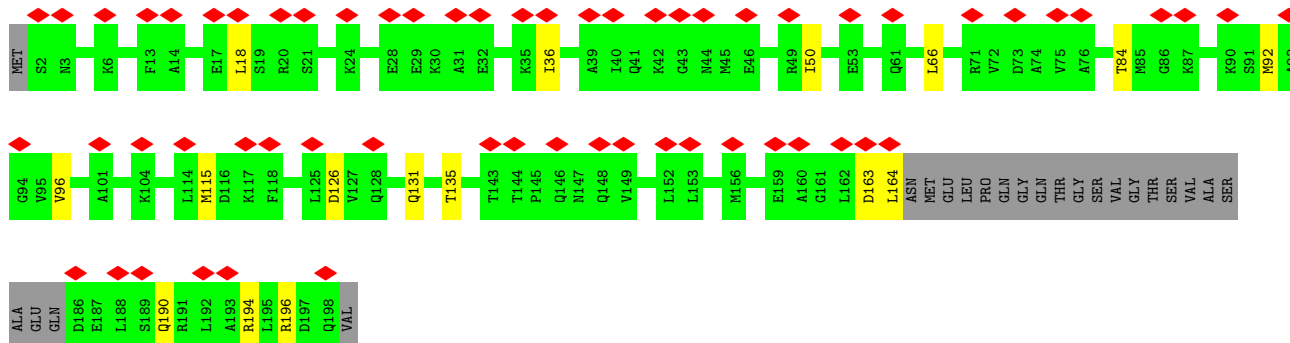 MET S2 N3 K6 F13 A14 E17 L18 S19 R20 S21 K24 E28 E29 K30 A31 E32 K35 I36 A39 I40 Q41 K42 G43 N44 M45 E46 R49 I50 E53 Q61 L66 R71 V72 D73 A74 V75 A76 T84 M85 G86 K87 K90 S91 M92
G94 V95 V96 A101 K104 L114 M115 D116 K117 F118 L125 D126 V127 Q128 Q131 T135 T143 T144 P145 Q146 N147 Q148 V149 L152 L153 M156 E159 A160 G161 L162 D163 L164 ASN MET GLU LEU PRO GLN GLY GLN THR GLY SER VAL GLY THR SER VAL ALA SER
ALA GLU GLN D186 E187 L188 S189 Q190 R191 L192 A193 R194 L195 R196 D197 Q198 VAL